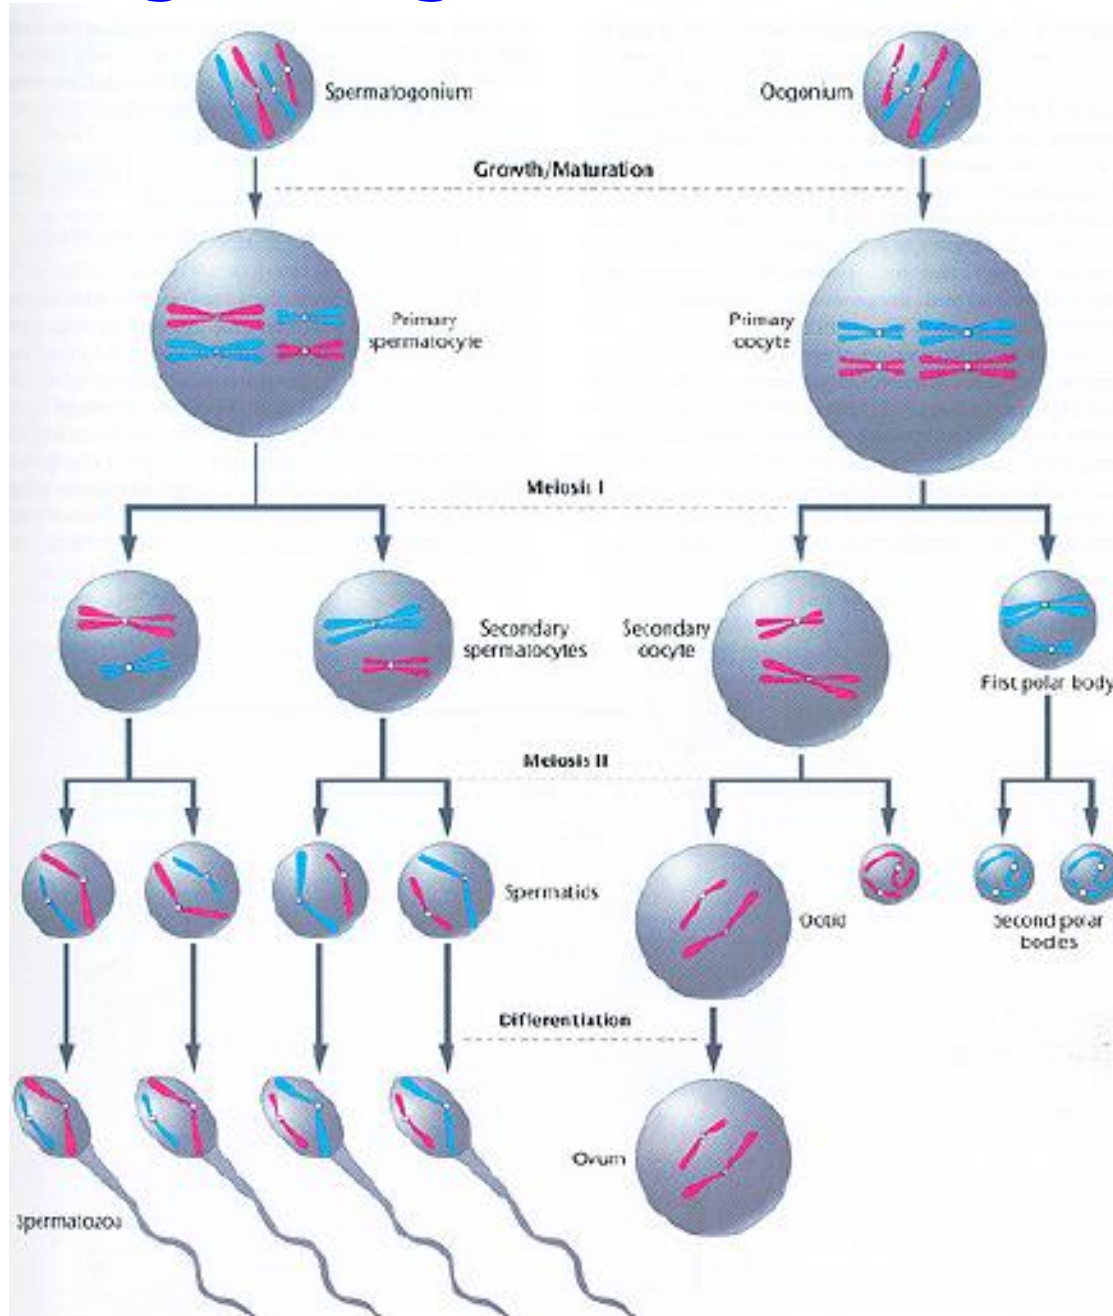 Spermatogonium
Oogonium
Growth/Maturation
Primary
spermatocyte
Primary
oocyte
Meiosis I
Secondary
spermatocytes
Secondary
oocyte
First polar body
Meiosis II
Spermatids
Ootid
Second polar
bodies
Differentiation
Ovum
Spermatozoa